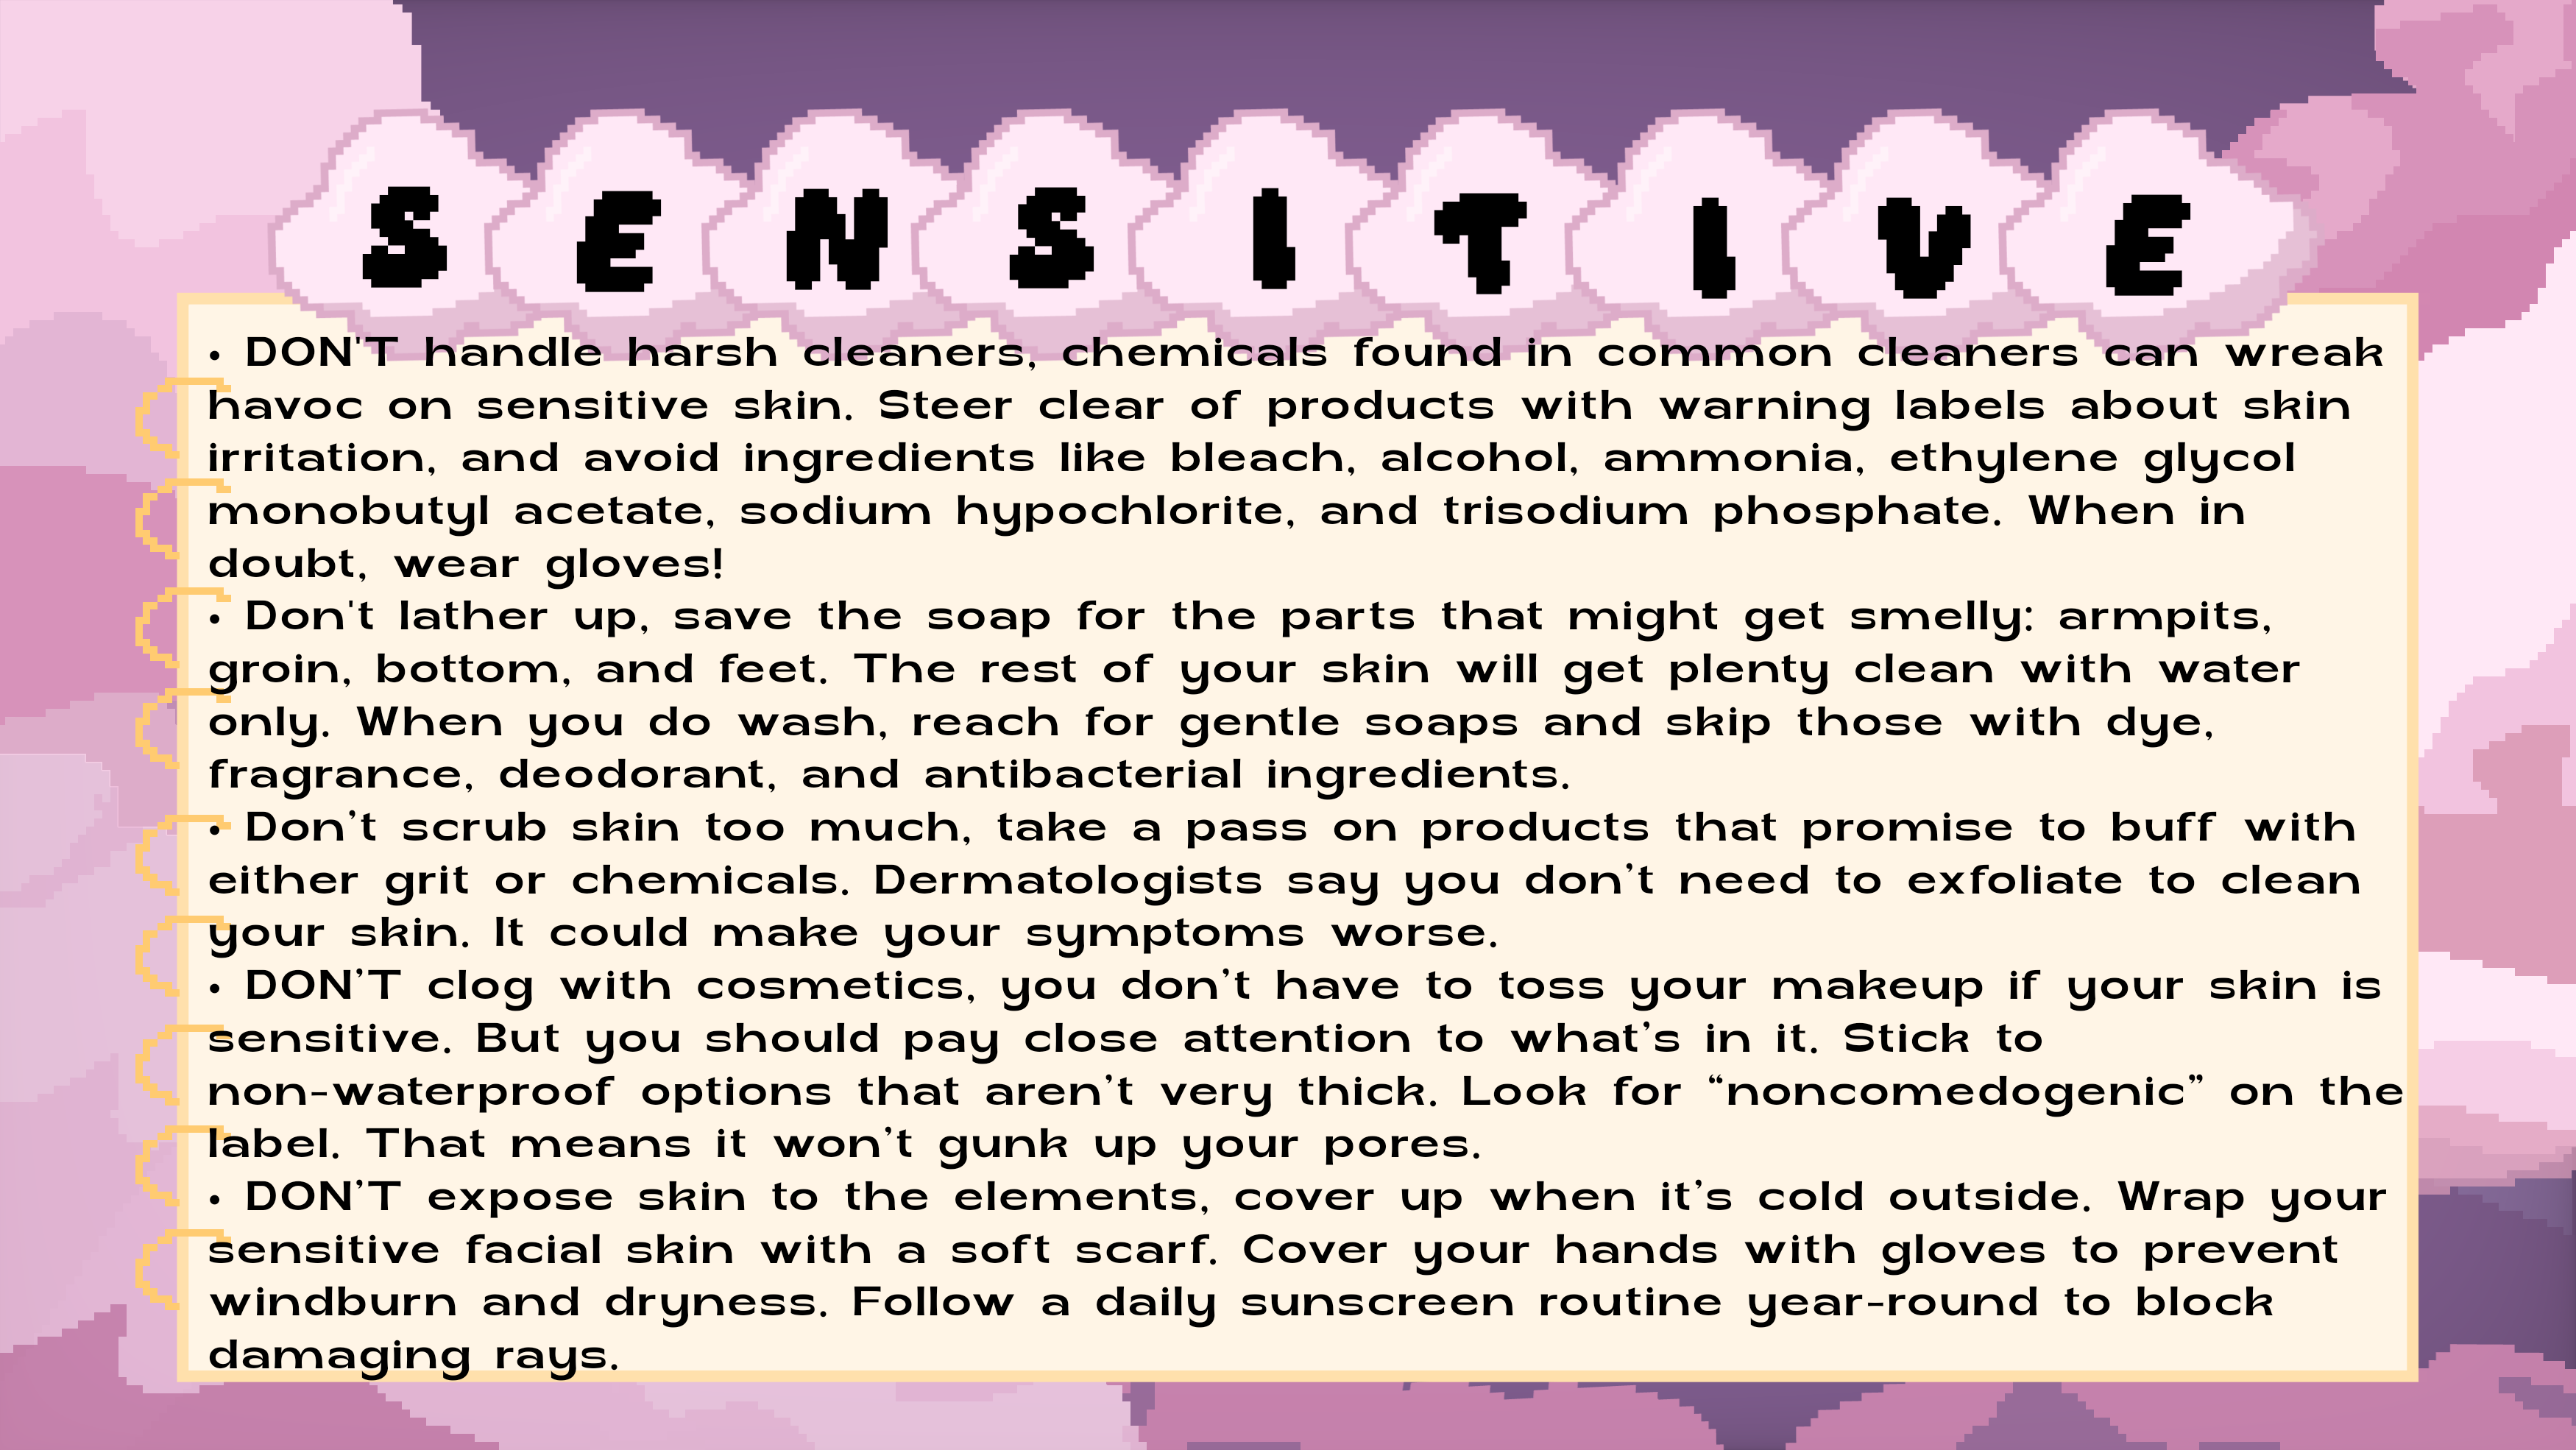 SENSITIVE
• DON'T handle harsh cleaners, chemicals found in common cleaners can wreak
havoc on sensitive skin. Steer clear of products with warning labels about skin
irritation, and avoid ingredients like bleach, alcohol, ammonia, ethylene glycol
monobutyl acetate, sodium hypochlorite, and trisodium phosphate. When in
doubt, wear gloves!
• Don't lather up, save the soap for the parts that might get smelly: armpits,
groin, bottom, and feet. The rest of your skin will get plenty clean with water
only. When you do wash, reach for gentle soaps and skip those with dye,
fragrance, deodorant, and antibacterial ingredients.
• Don’t scrub skin too much, take a pass on products that promise to buff with
either grit or chemicals. Dermatologists say you don’t need to exfoliate to clean
your skin. It could make your symptoms worse.
• DON’T clog with cosmetics, you don’t have to toss your makeup if your skin is
sensitive. But you should pay close attention to what’s in it. Stick to
non-waterproof options that aren’t very thick. Look for “noncomedogenic” on the
label. That means it won’t gunk up your pores.
• DON’T expose skin to the elements, cover up when it’s cold outside. Wrap your
sensitive facial skin with a soft scarf. Cover your hands with gloves to prevent
windburn and dryness. Follow a daily sunscreen routine year-round to block
damaging rays.